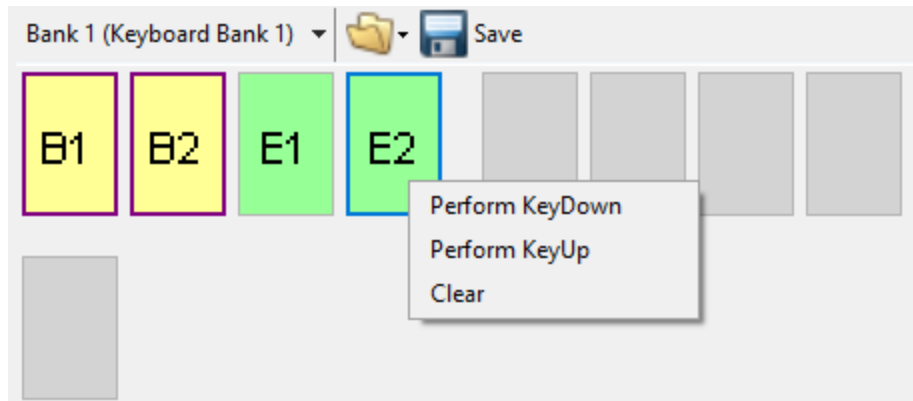 Bank 1 (Keyboard Bank 1) Save
B1 B2 E1 E2
Perform KeyDown
Perform KeyUp
Clear